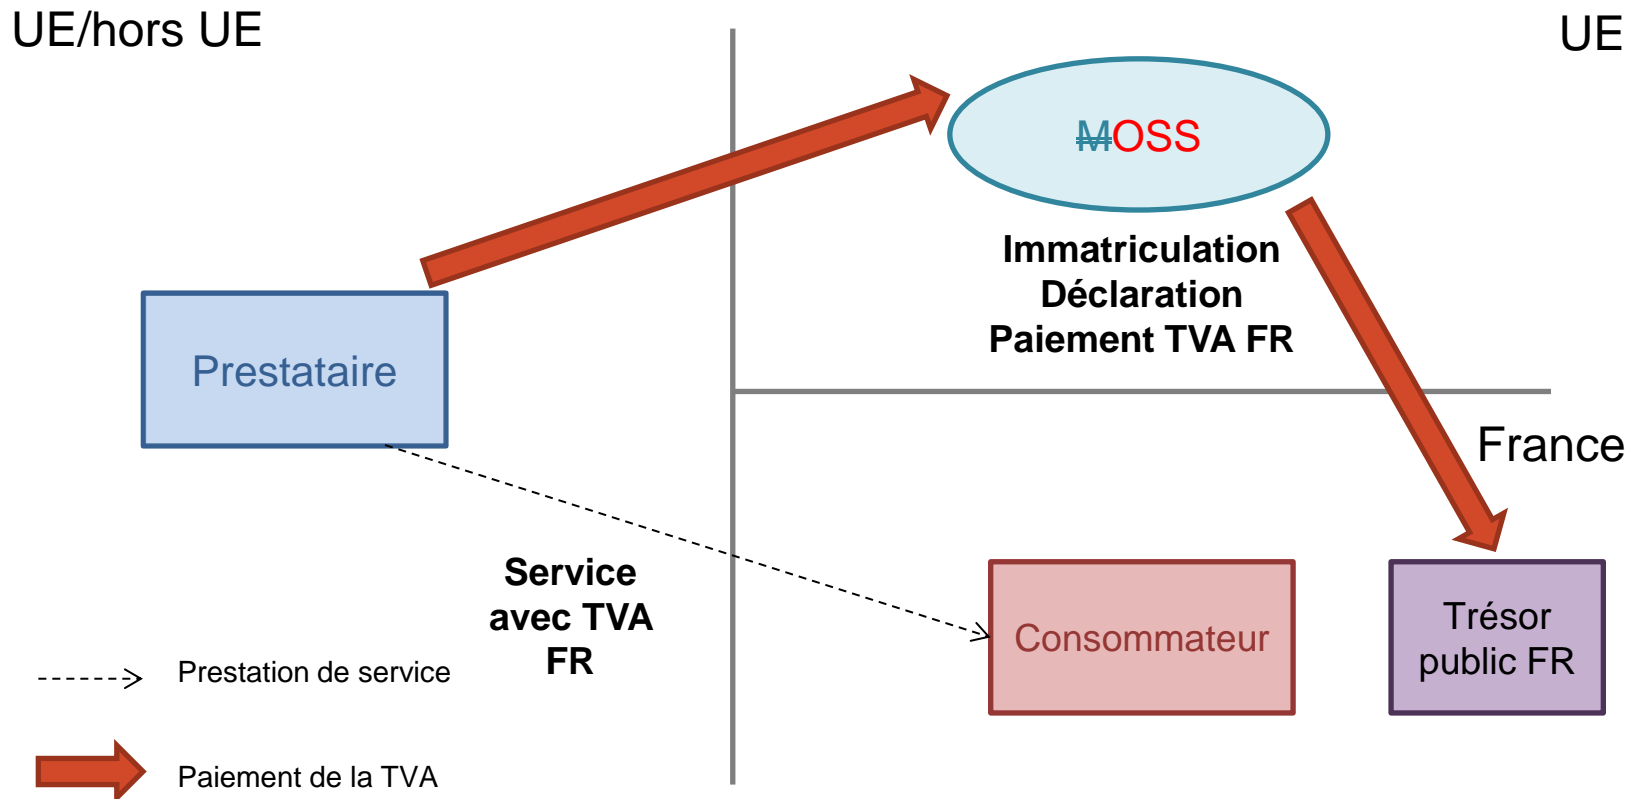 UE/hors UE
UE
MOSS
Immatriculation
Déclaration
Paiement TVA FR
Prestataire
France
Service
avec TVA
FR
Consommateur
Trésor
public FR
Prestation de service
Paiement de la TVA